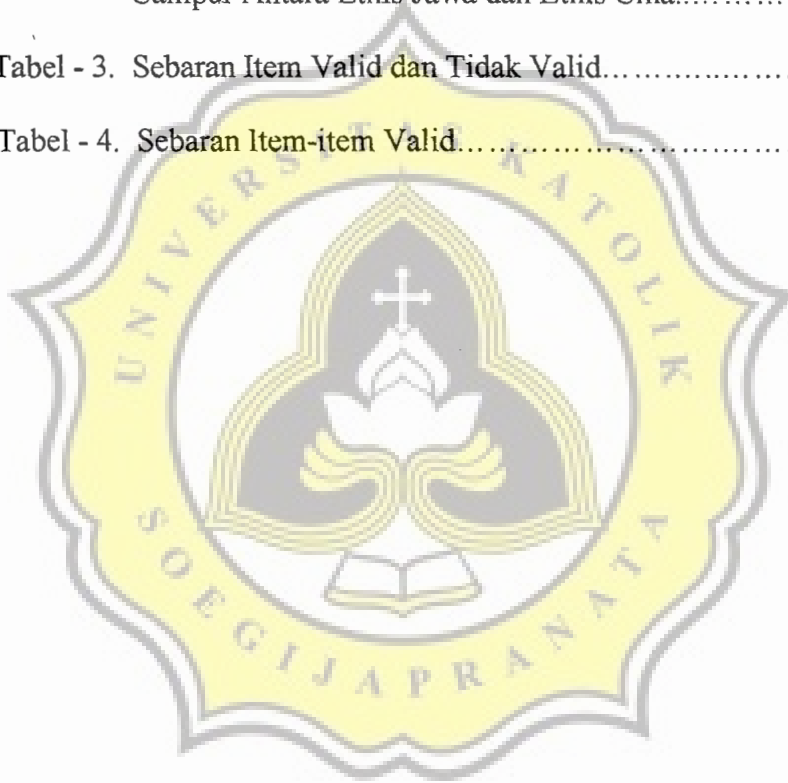 Campur Antara Etnis Jawa dan Etnis Cina..............
Tabel - 3. Sebaran Item Valid dan Tidak Valid.................
Tabel - 4. Sebaran Item-item Valid..............................
UNIVERSITAS KATOLIK
SOEGIJAPRANATA